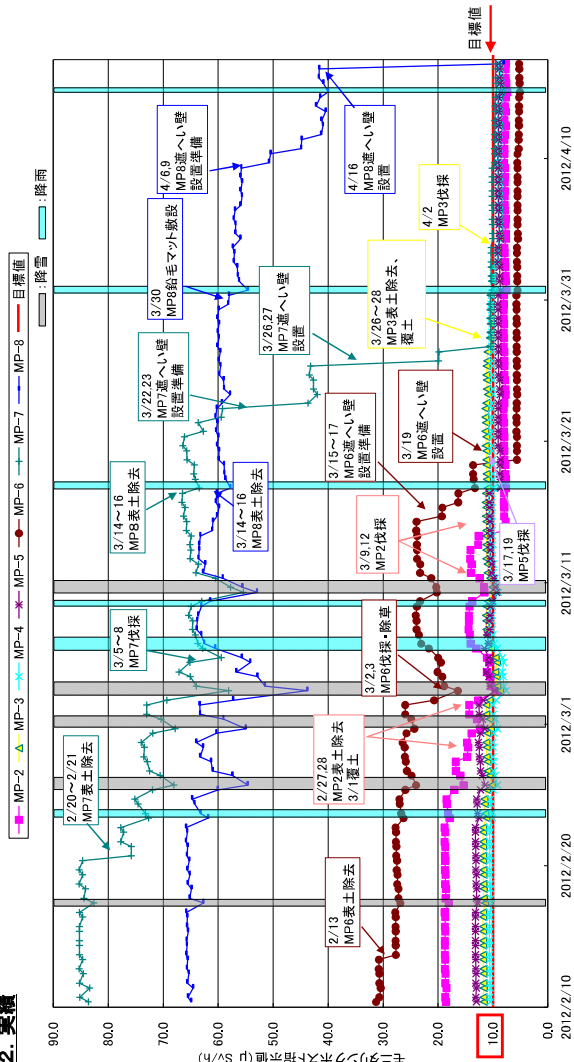 2. 実績
MP-2
MP-3
MP-4
MP-5
MP-6
MP-7
MP-8
目標値
:降雪
:降雨
モニタリングポスト指示値(μSv/h)
90.0
80.0
70.0
60.0
50.0
40.0
30.0
20.0
10.0
0.0
2012/2/10
2012/2/20
2012/3/1
2012/3/11
2012/3/21
2012/3/31
2012/4/10
目標値
2/20~2/21
MP7表土除去
2/13
MP6表土除去
2/27,28
MP2表土除去
3/1覆土
3/2,3
MP6伐採・除草
3/5~8
MP7伐採
3/9,12
MP2伐採
3/14~16
MP8表土除去
3/14~16
MP8表土除去
3/15~17
MP6遮へい壁
設置準備
3/17,19
MP5伐採
3/19
MP6遮へい壁
設置
3/22,23
MP7遮へい壁
設置準備
3/26,27
MP7遮へい壁
設置
3/26~28
MP3表土除去、
覆土
3/30
MP8鉛毛マット敷設
4/2
MP3伐採
4/6,9
MP8遮へい壁
設置準備
4/16
MP8遮へい壁
設置